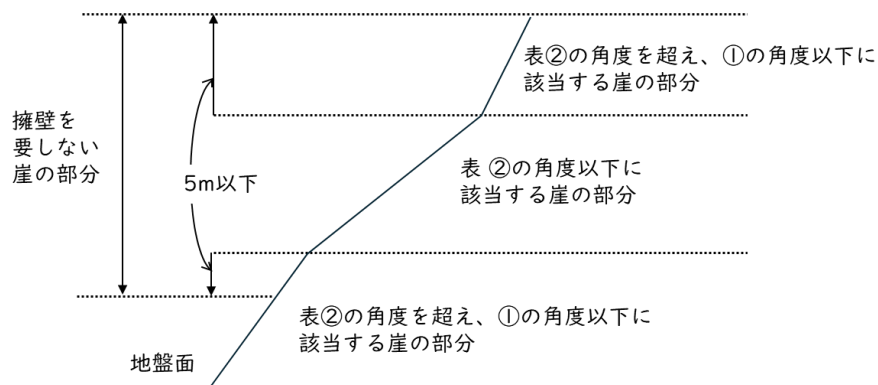 表②の角度を超え、①の角度以下に
該当する崖の部分
擁壁を
要しない
崖の部分
表 ②の角度以下に
該当する崖の部分
5m以下
表②の角度を超え、①の角度以下に
該当する崖の部分
地盤面